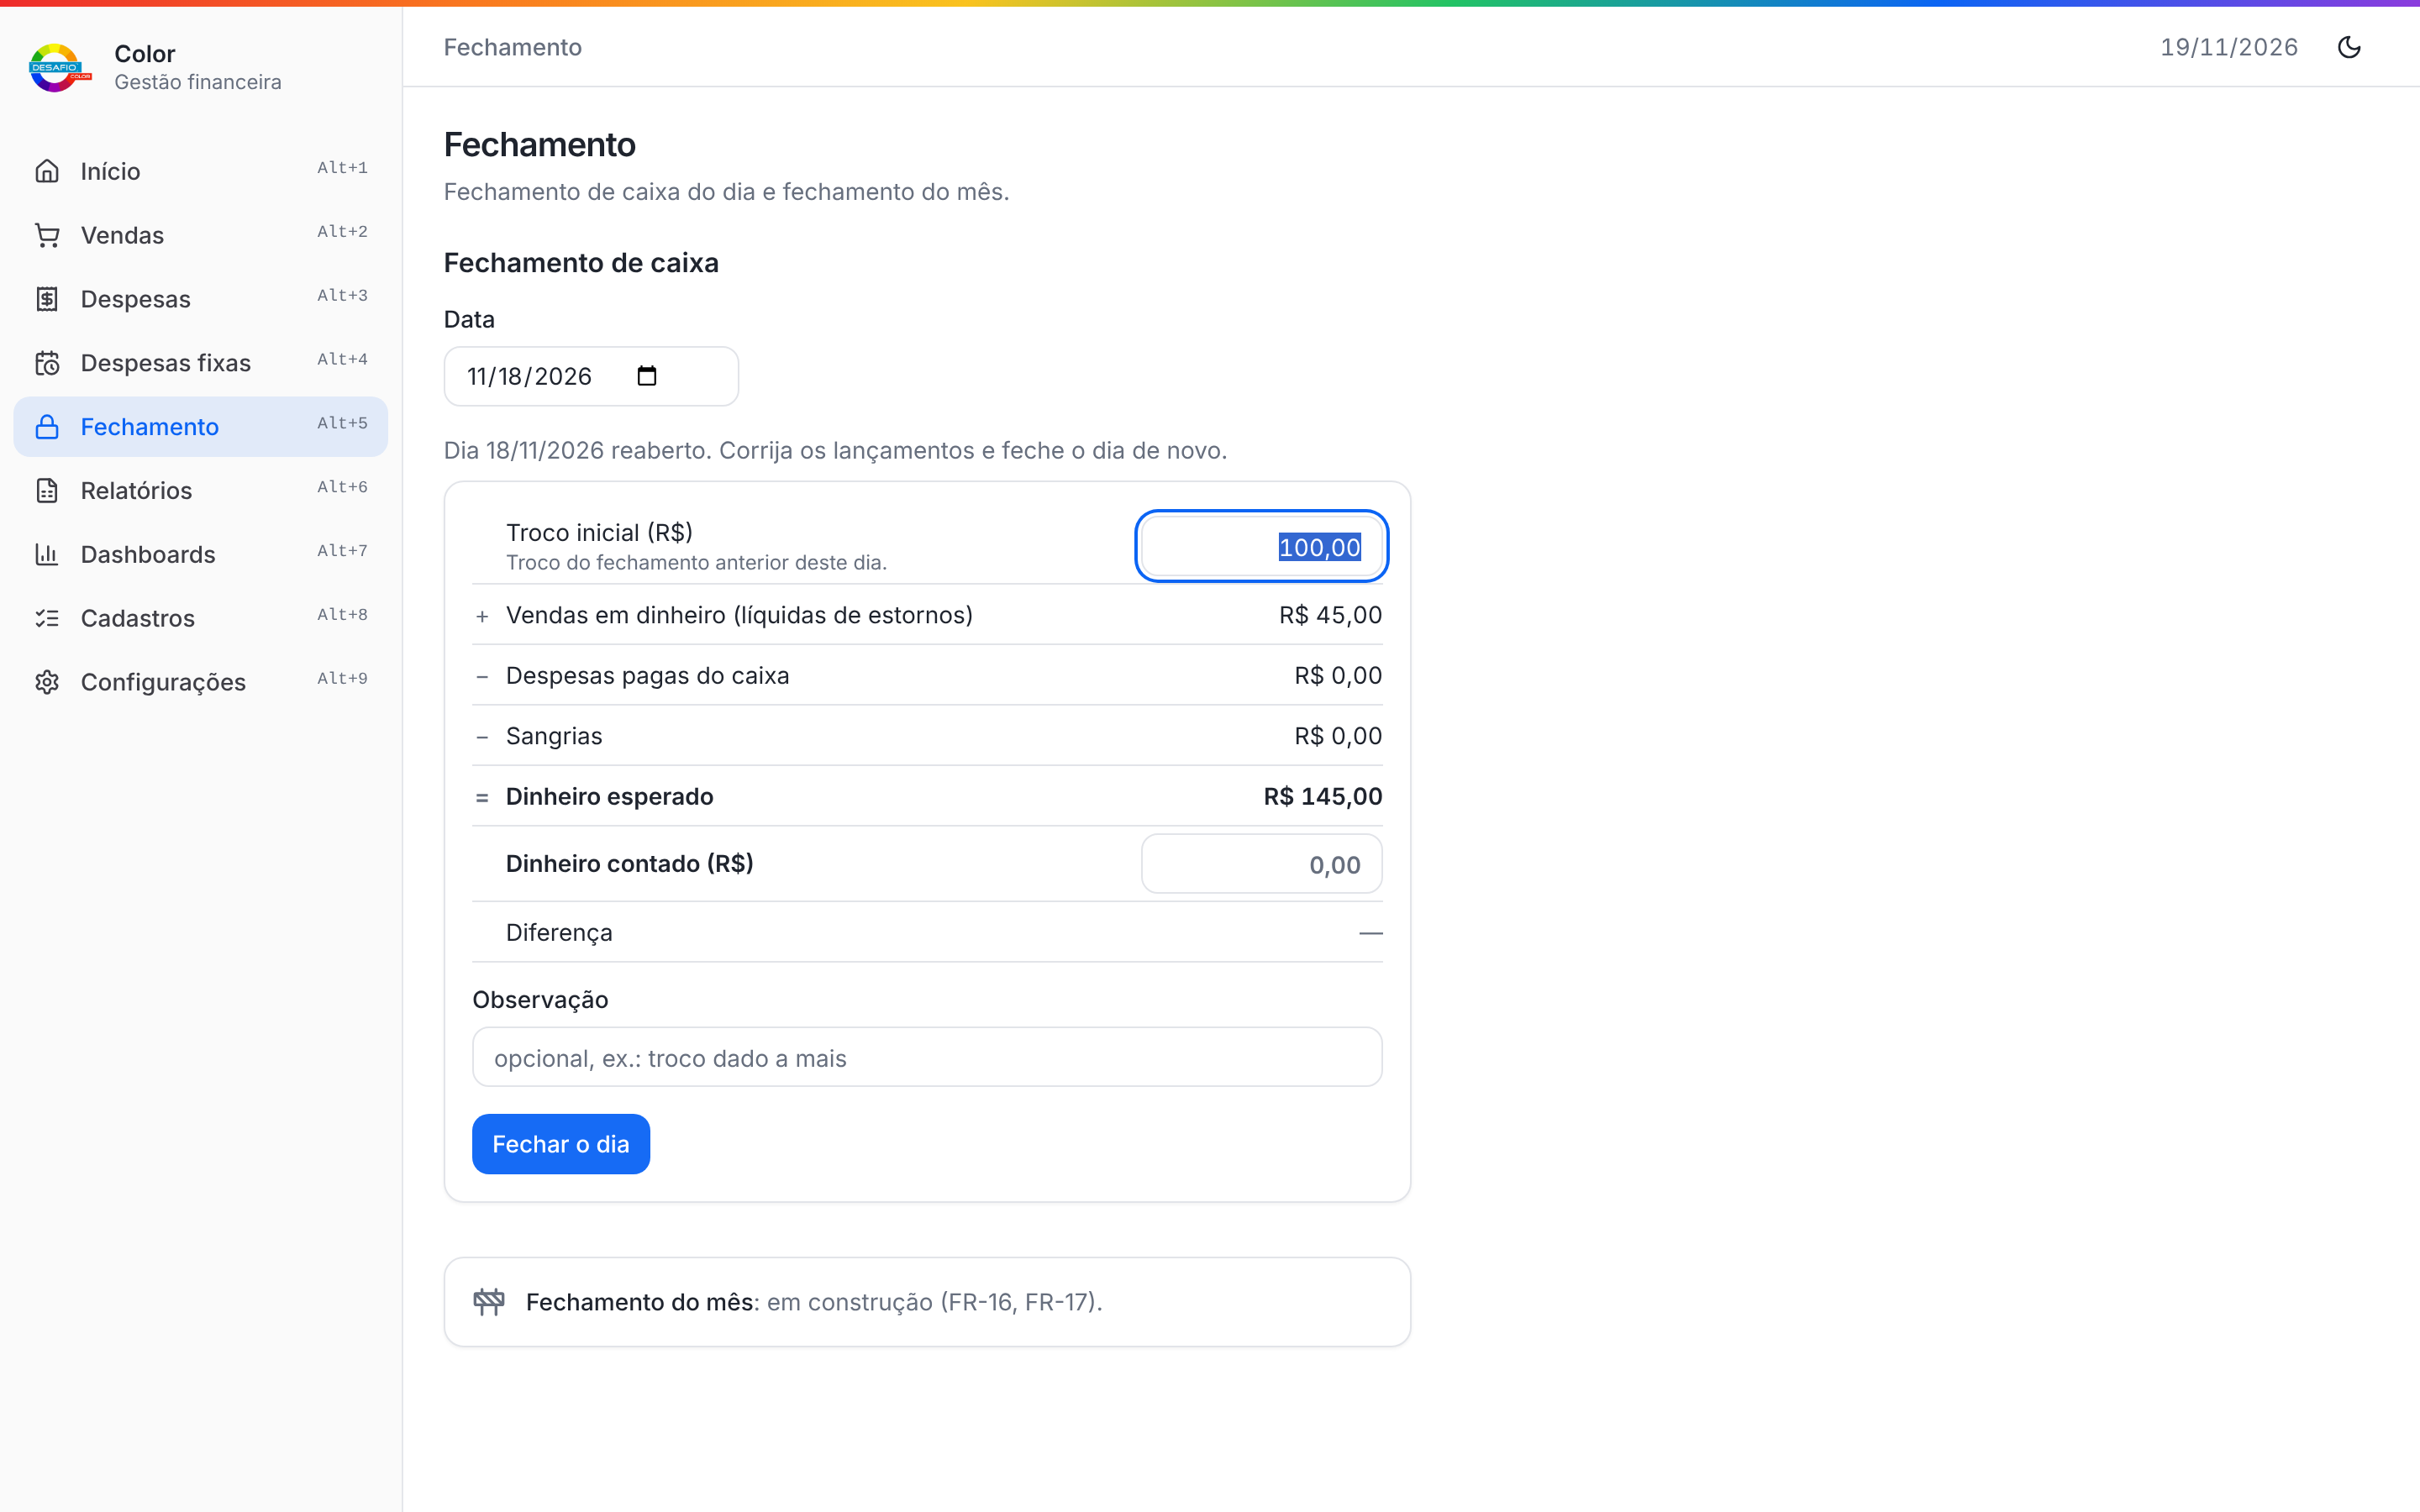 DESAFIO
COLOR
Color
Gestão financeira
Início Alt+1
Vendas Alt+2
Despesas Alt+3
Despesas fixas Alt+4
Fechamento Alt+5
Relatórios Alt+6
Dashboards Alt+7
Cadastros Alt+8
Configurações Alt+9
Fechamento 19/11/2026
Fechamento
Fechamento de caixa do dia e fechamento do mês.
Fechamento de caixa
Data
11/18/2026
Dia 18/11/2026 reaberto. Corrija os lançamentos e feche o dia de novo.
Troco inicial (R$) 100,00
Troco do fechamento anterior deste dia.
+ Vendas em dinheiro (líquidas de estornos) R$ 45,00
− Despesas pagas do caixa R$ 0,00
− Sangrias R$ 0,00
= Dinheiro esperado R$ 145,00
Dinheiro contado (R$) 0,00
Diferença —
Observação
opcional, ex.: troco dado a mais
Fechar o dia
Fechamento do mês: em construção (FR-16, FR-17).